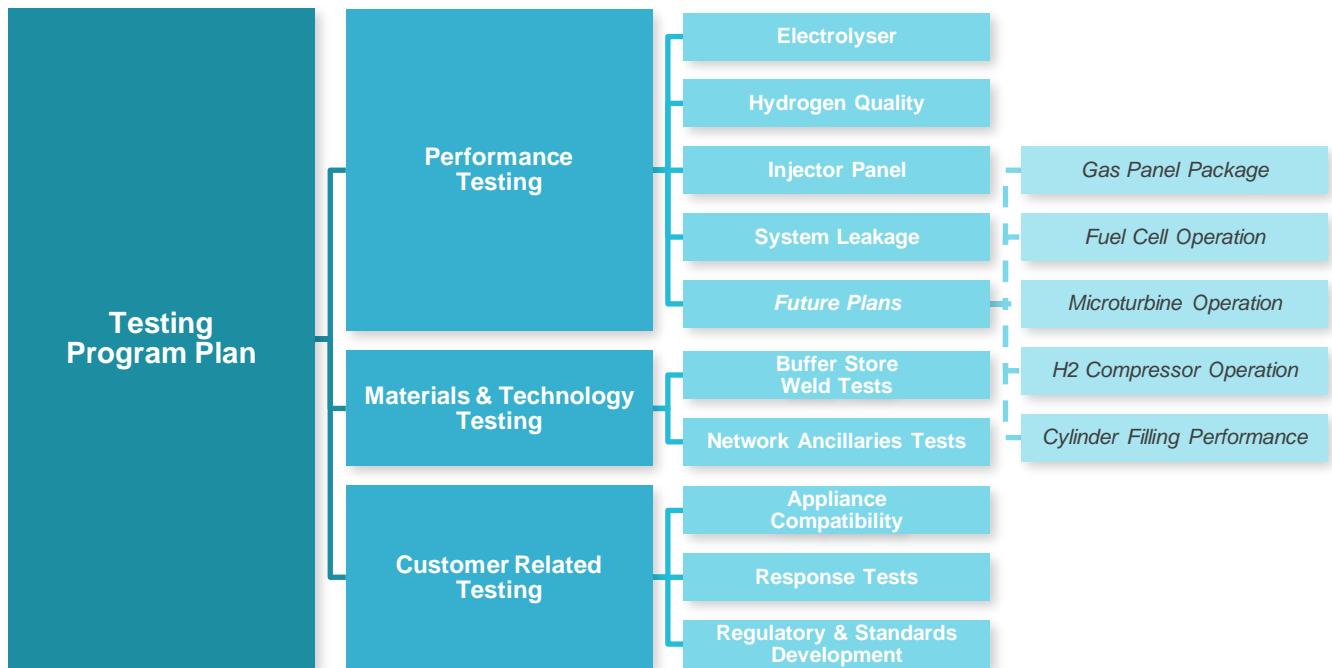 Testing
Program Plan
Performance
Testing
Electrolyser
Hydrogen Quality
Injector Panel
System Leakage
Future Plans
Gas Panel Package
Fuel Cell Operation
Microturbine Operation
H2 Compressor Operation
Cylinder Filling Performance
Materials & Technology
Testing
Buffer Store
Weld Tests
Network Ancillaries Tests
Customer Related
Testing
Appliance
Compatibility
Response Tests
Regulatory & Standards
Development